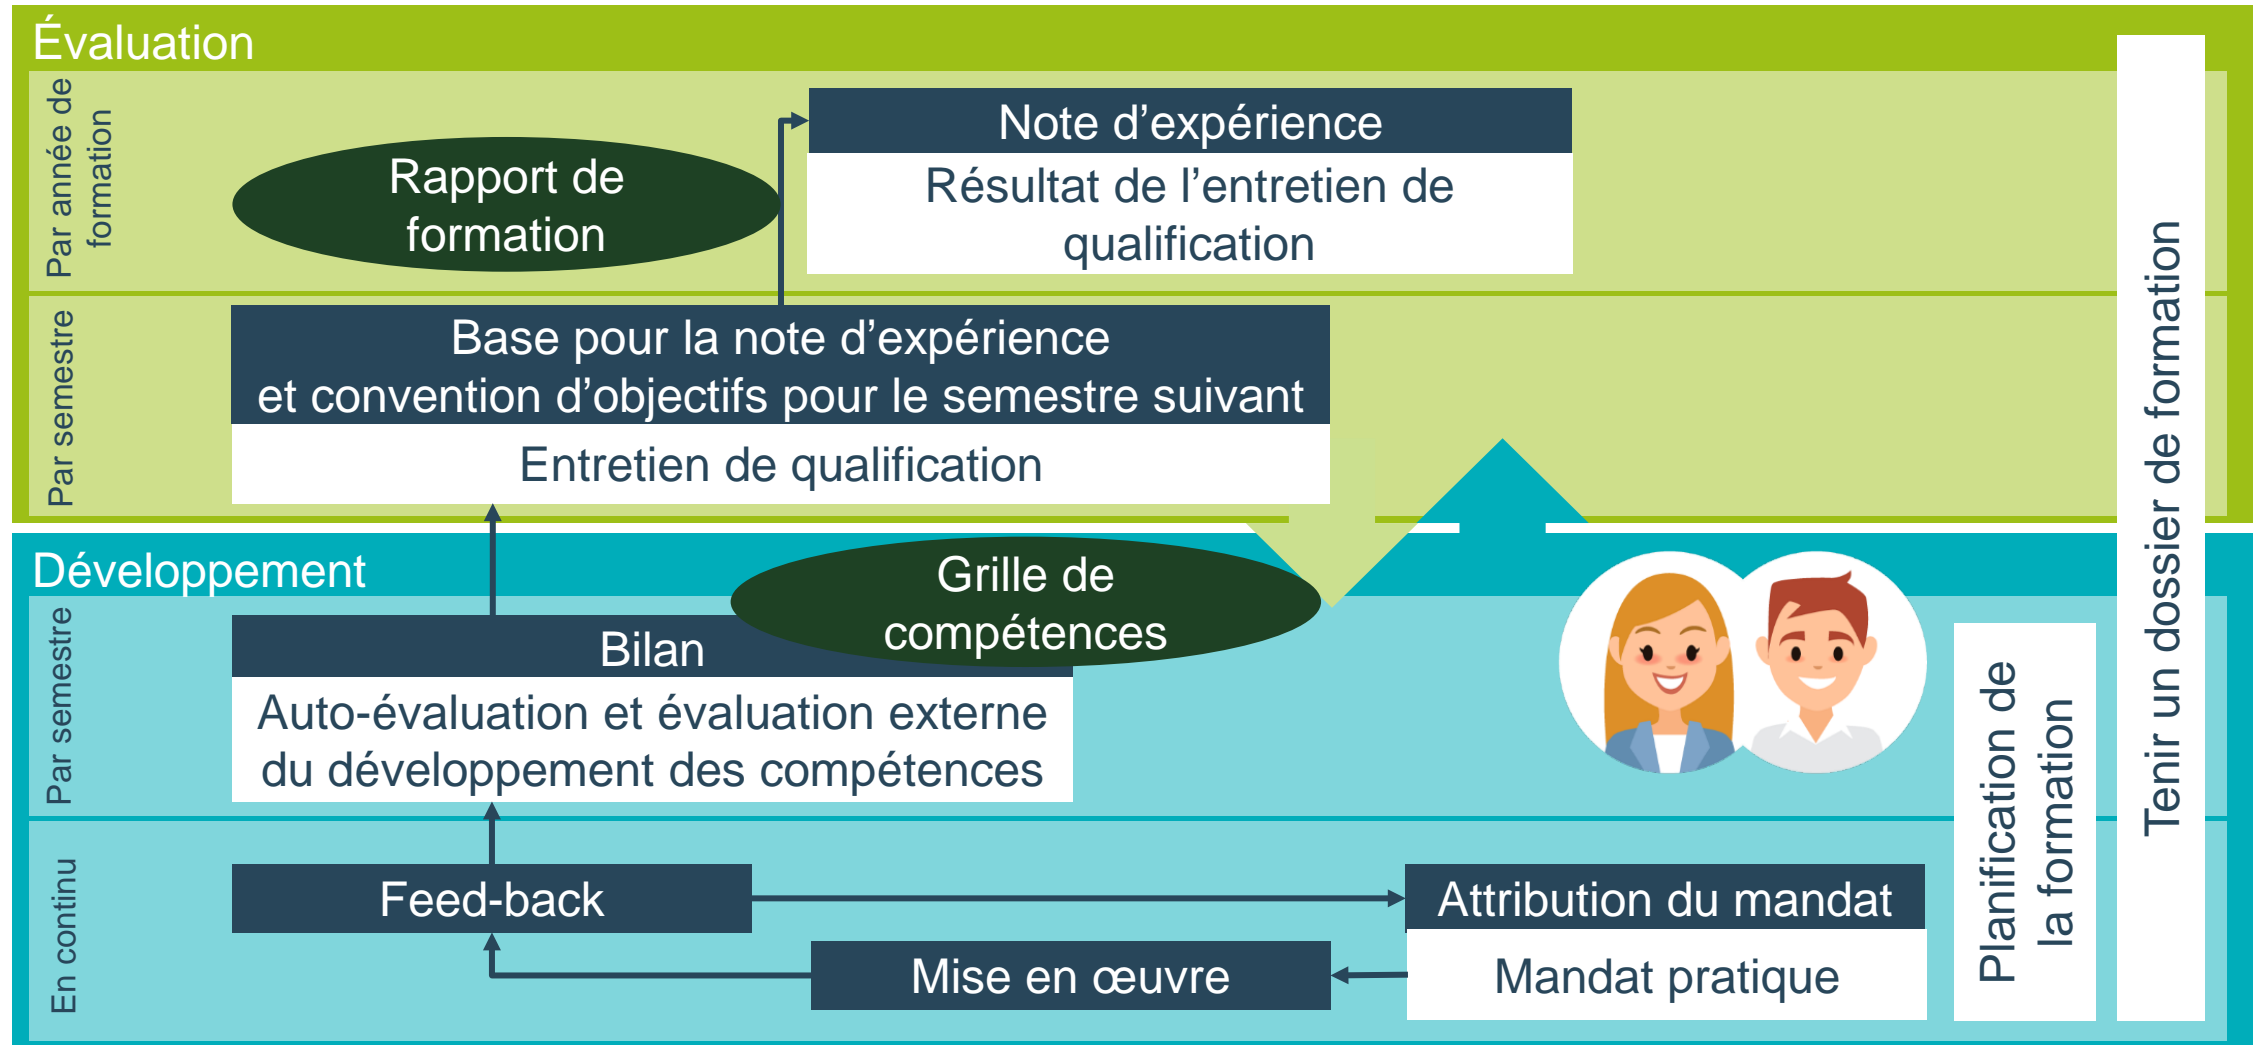 Évaluation
Par année de
formation
Rapport de
formation
Note d’expérience
Résultat de l’entretien de
qualification
Par semestre
Base pour la note d’expérience
et convention d’objectifs pour le semestre suivant
Entretien de qualification
Développement
Par semestre
Grille de
compétences
Bilan
Auto-évaluation et évaluation externe
du développement des compétences
En continu
Feed-back
Attribution du mandat
Mise en œuvre
Mandat pratique
Planification de
la formation
Tenir un dossier de formation